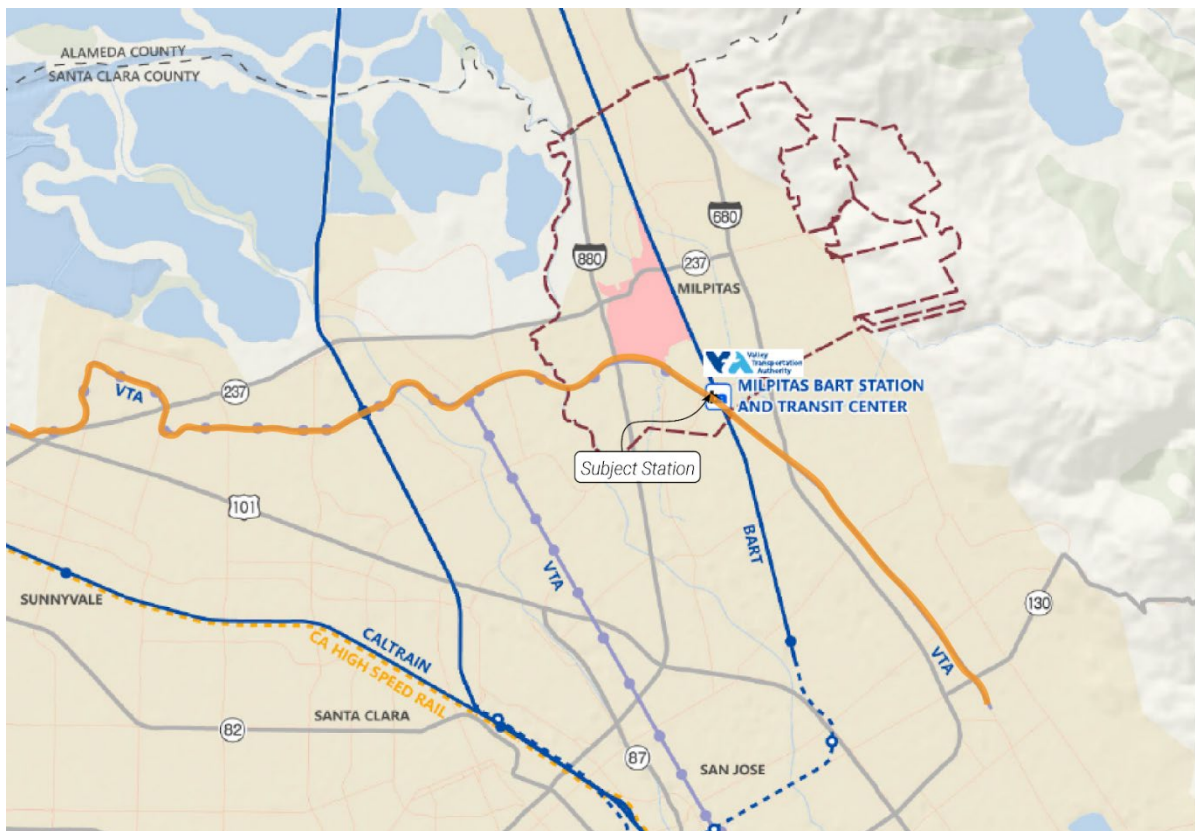 ALAMEDA COUNTY
SANTA CLARA COUNTY
680
880
237
MILPITAS
Valley
Transportation
Authority
VTA
MILPITAS BART STATION
AND TRANSIT CENTER
237
Subject Station
101
BART
VTA
SUNNYVALE
130
CALTRAIN
CA HIGH SPEED RAIL
VTA
SANTA CLARA
82
87
SAN JOSE